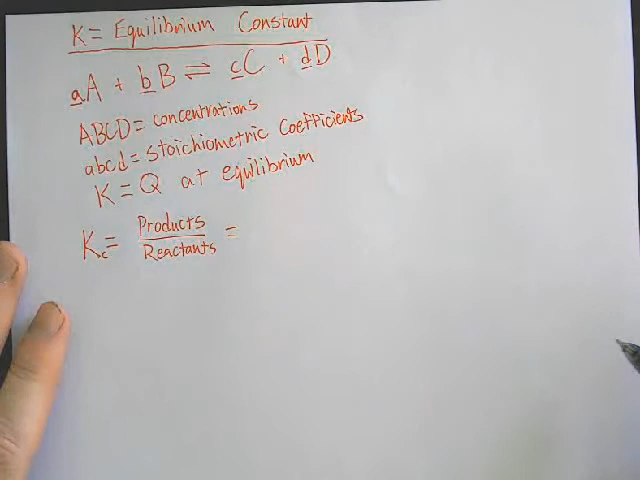 K = Equilibrium Constant
aA + bB ⇌ cC + dD
ABCD = concentrations
abcd = stoichiometric Coefficients
K = Q at equilibrium
Kc = Products / Reactants =